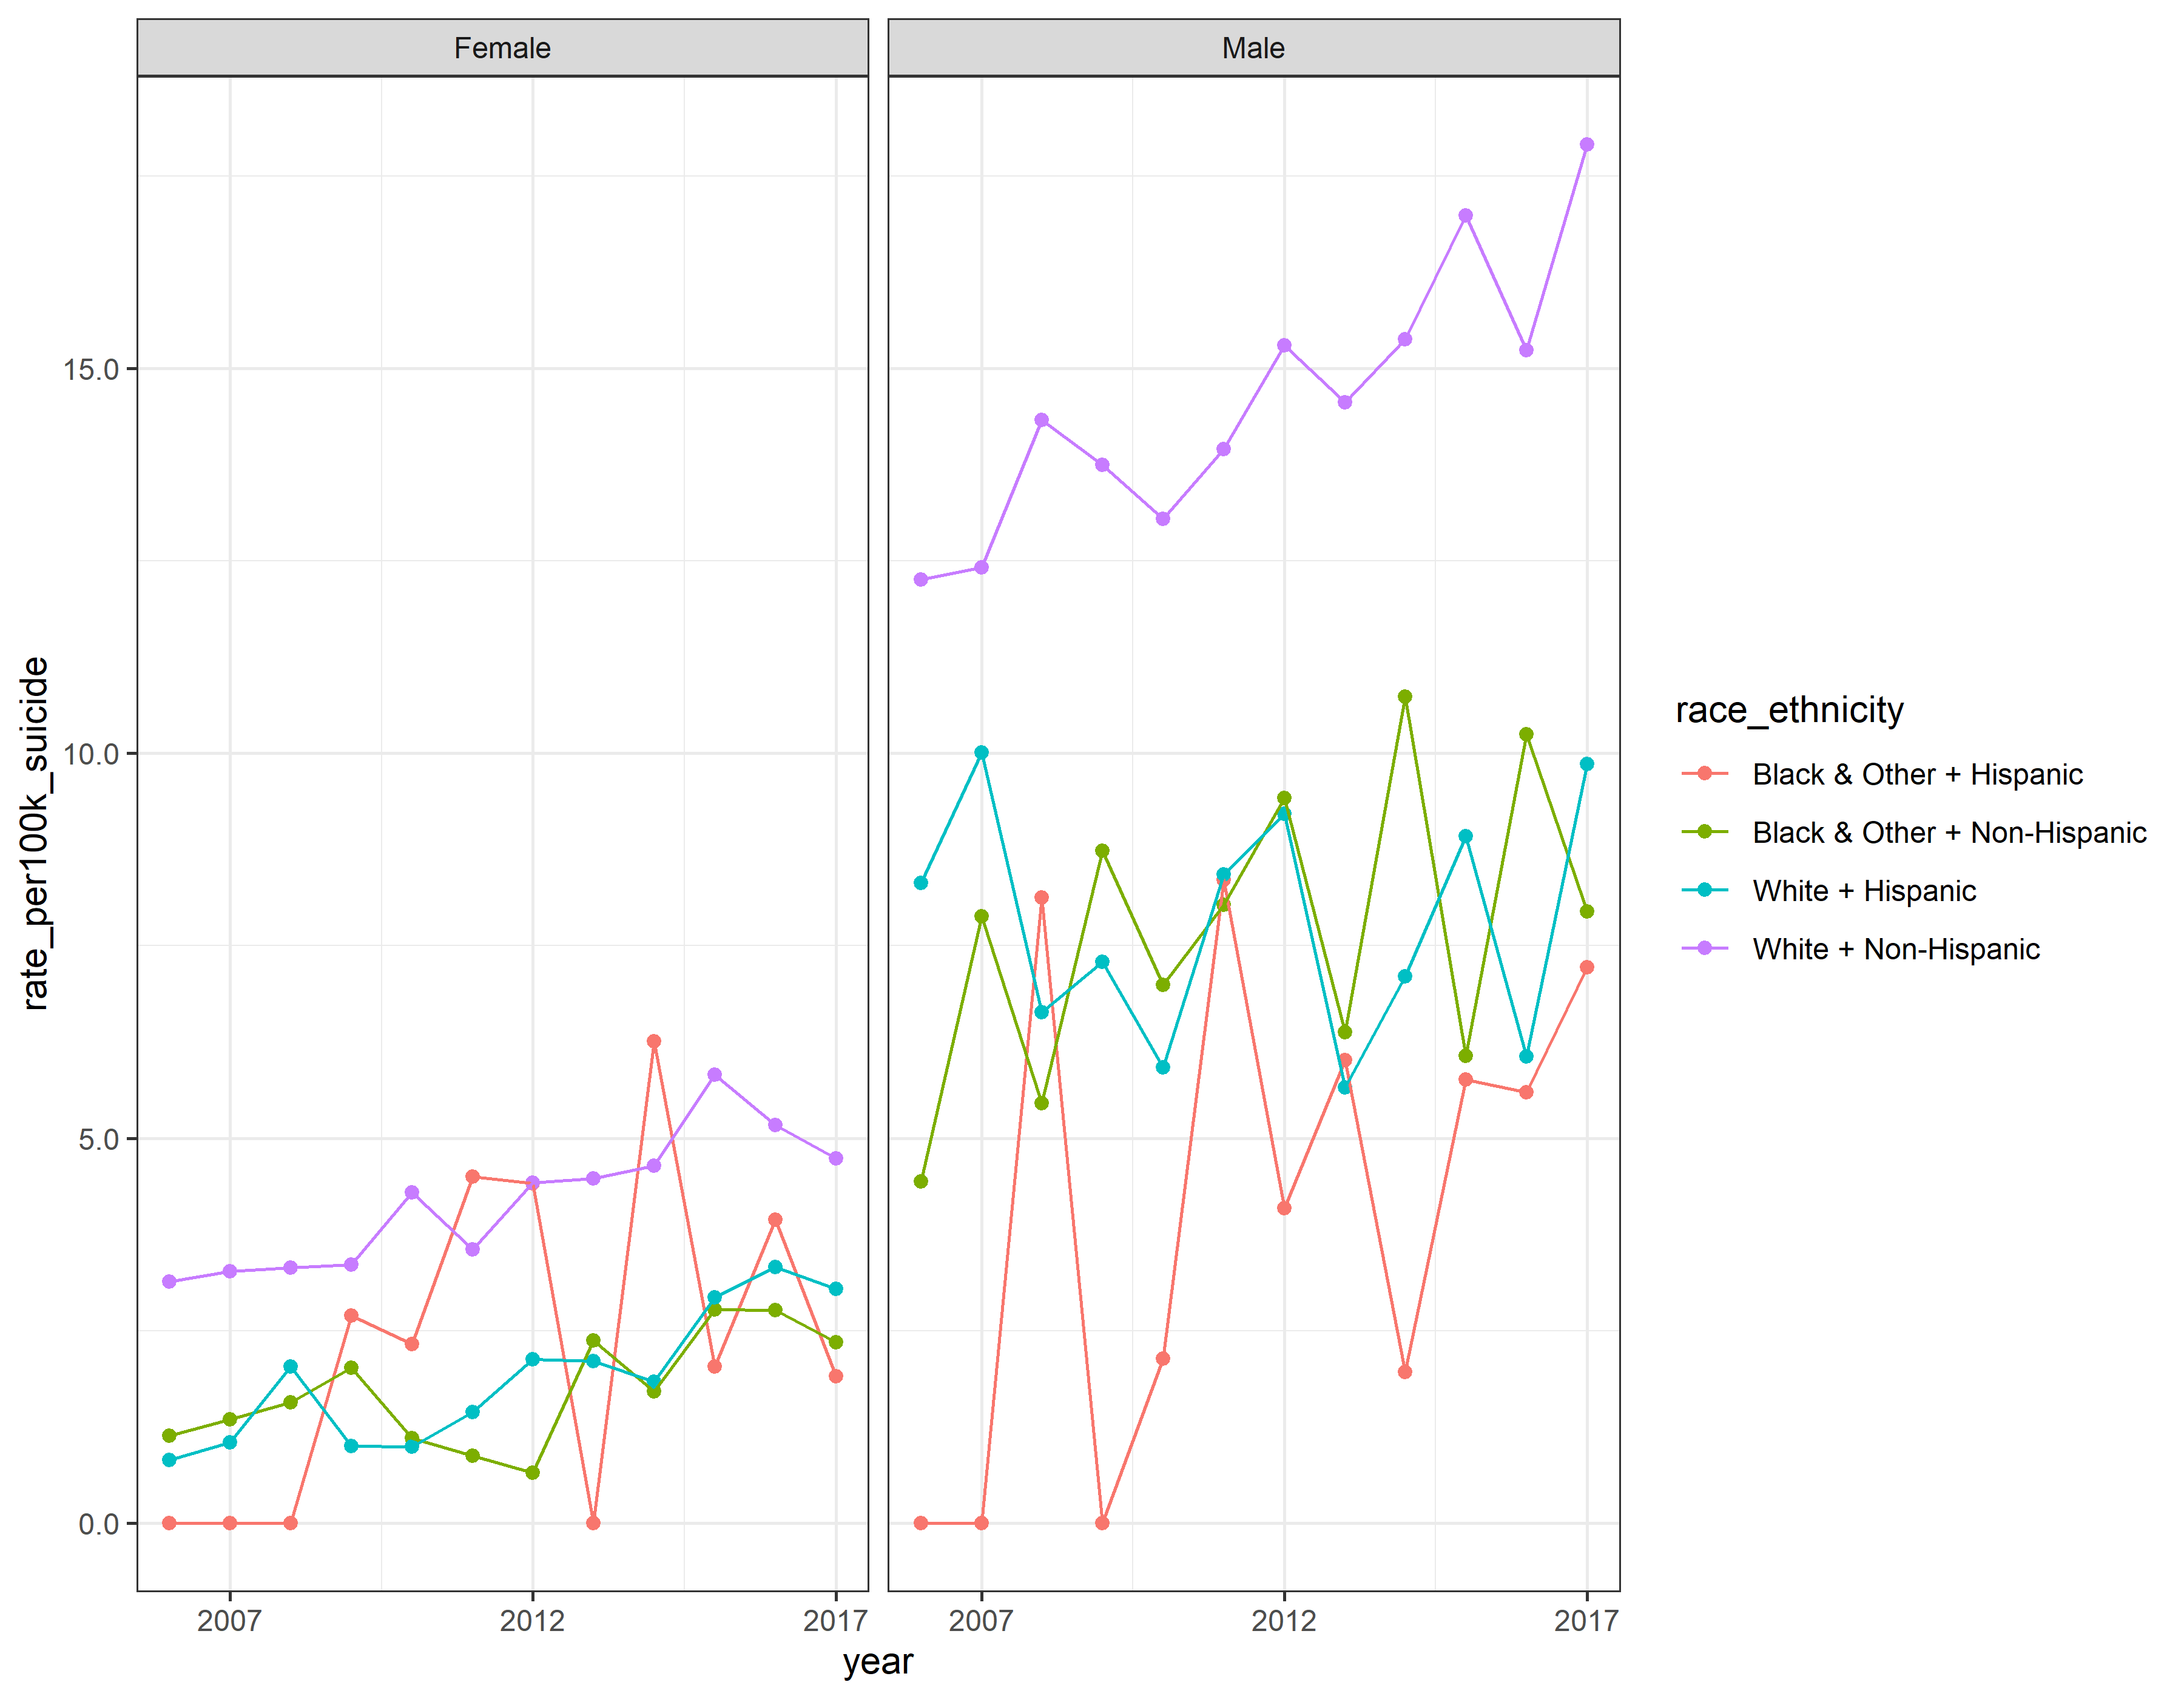 Female
Male
rate_per100k_suicide
15.0
10.0
5.0
0.0
2007
2012
2017
2007
2012
2017
year
race_ethnicity
Black & Other + Hispanic
Black & Other + Non-Hispanic
White + Hispanic
White + Non-Hispanic